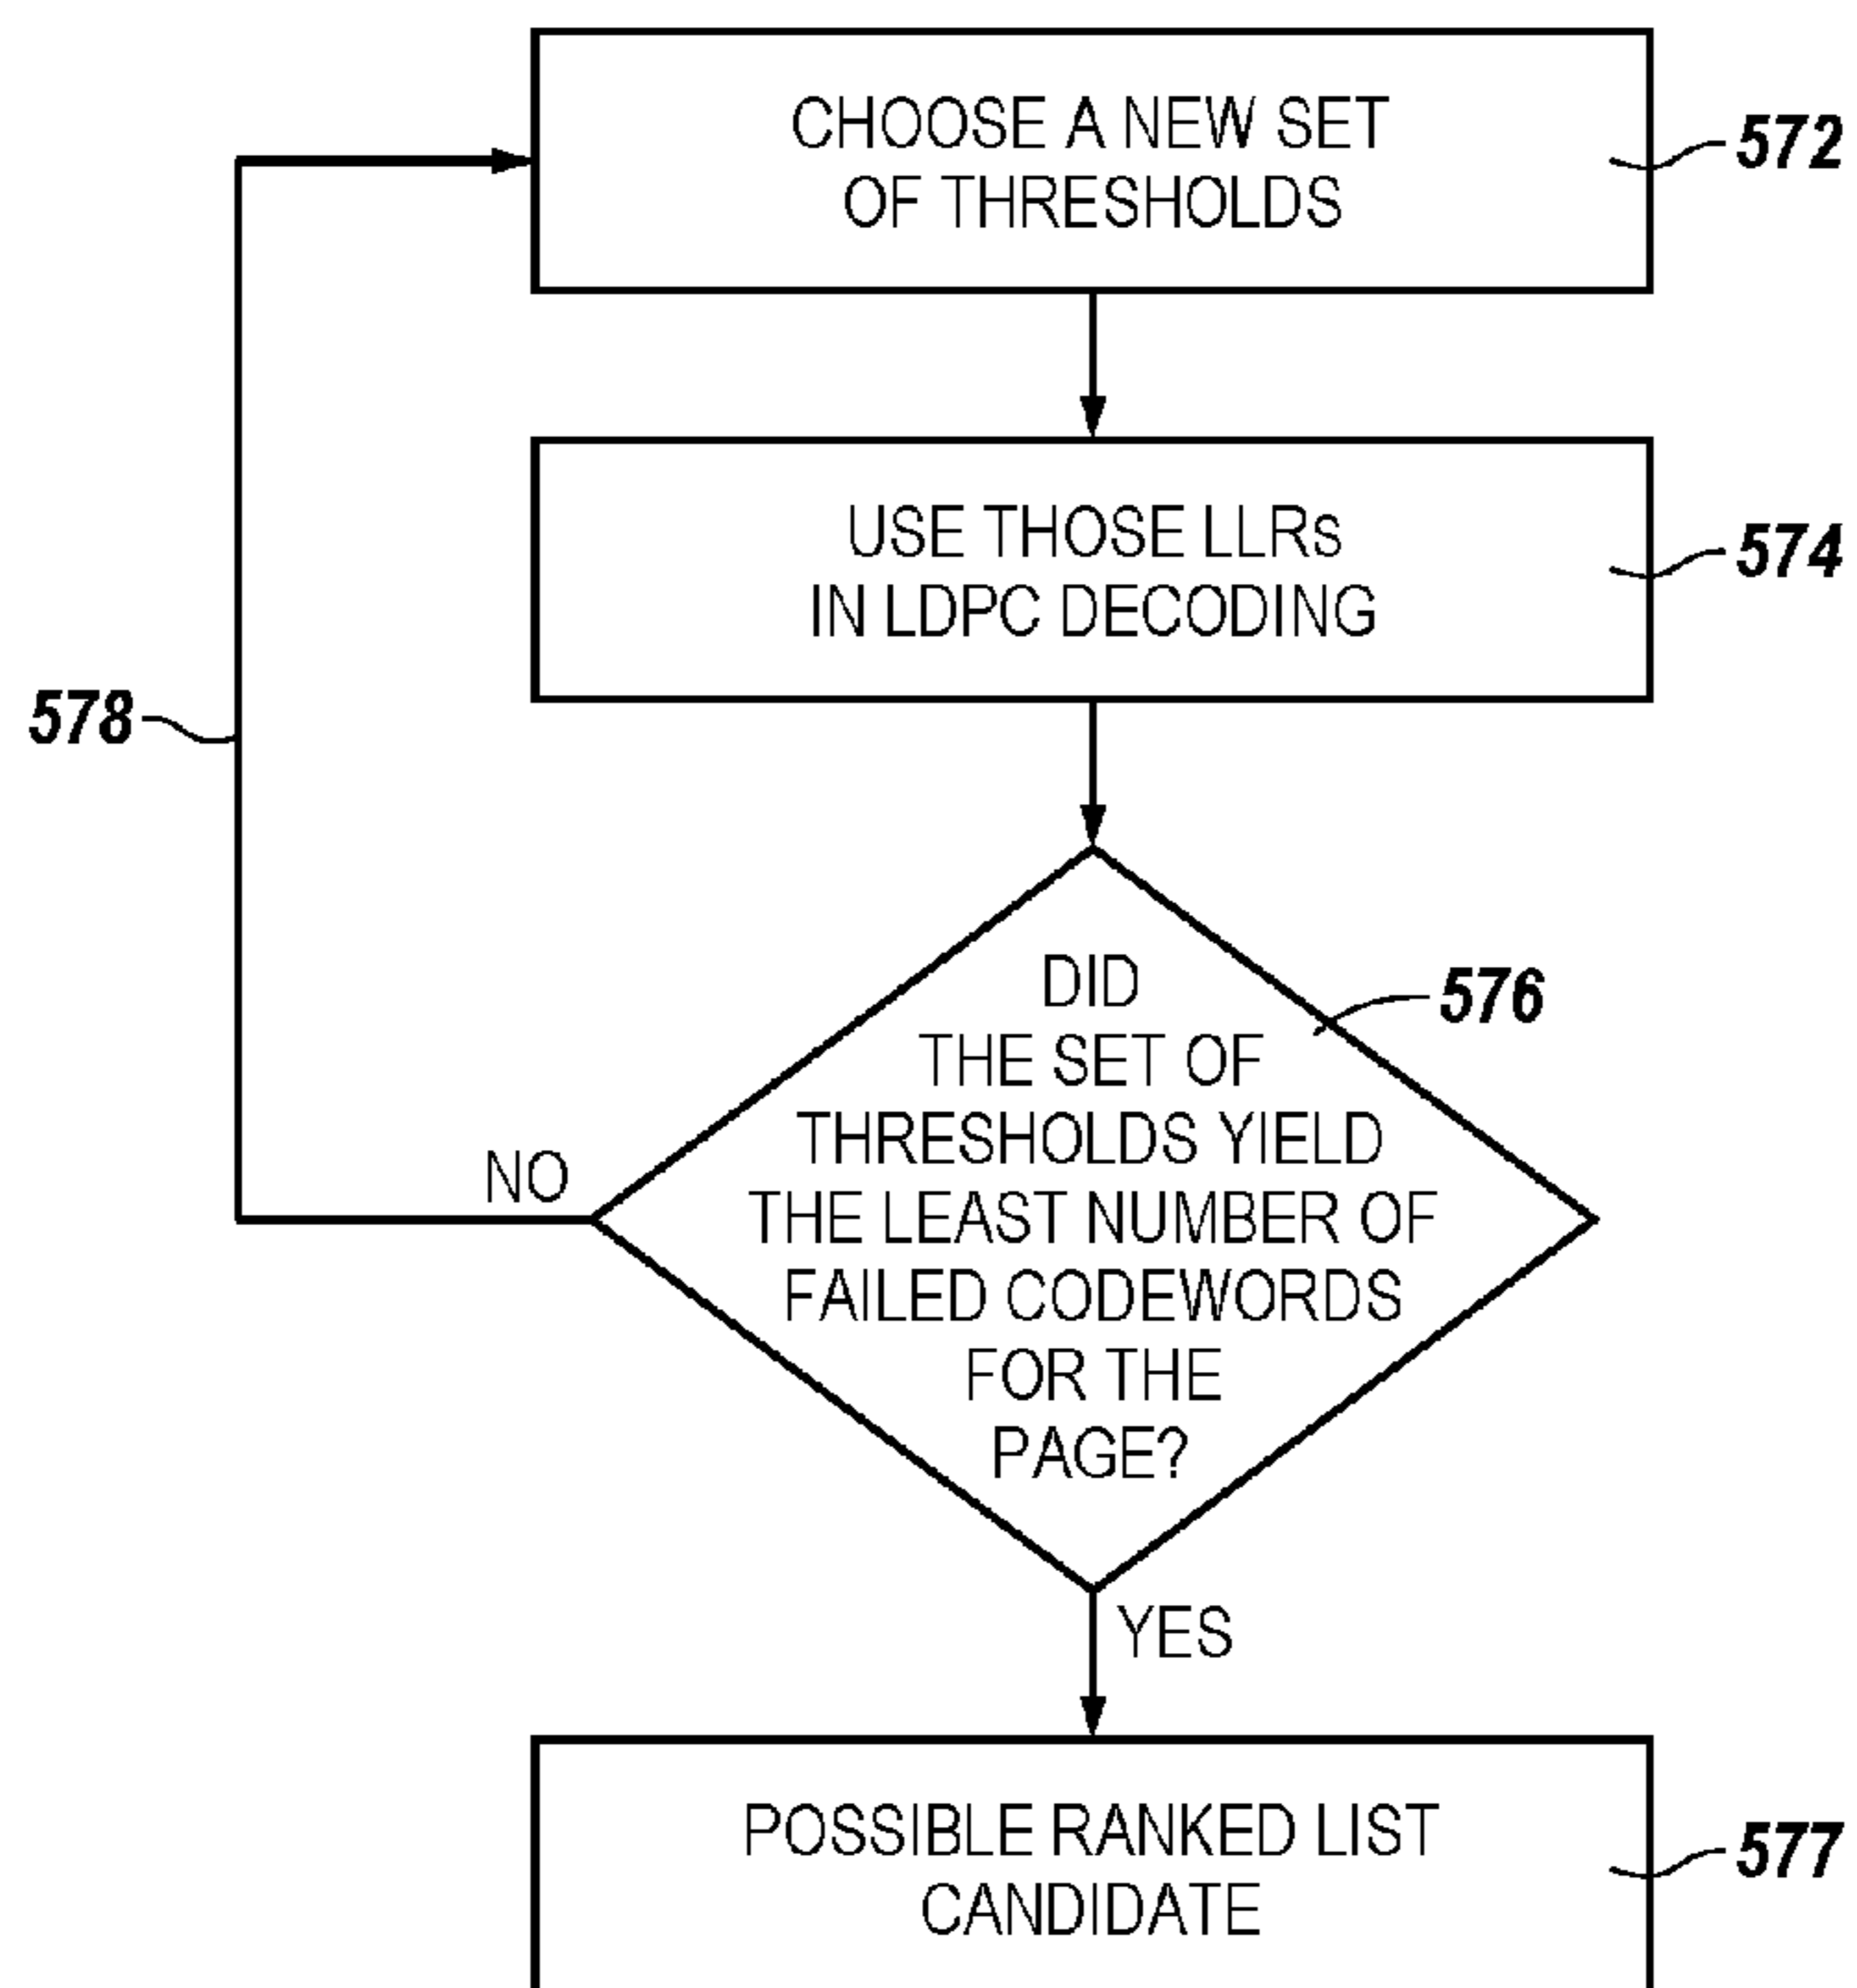 CHOOSE A NEW SET
OF THRESHOLDS
572
USE THOSE LLRs
IN LDPC DECODING
574
578
DID
THE SET OF
THRESHOLDS YIELD
THE LEAST NUMBER OF
FAILED CODEWORDS
FOR THE
PAGE?
576
NO
YES
POSSIBLE RANKED LIST
CANDIDATE
577